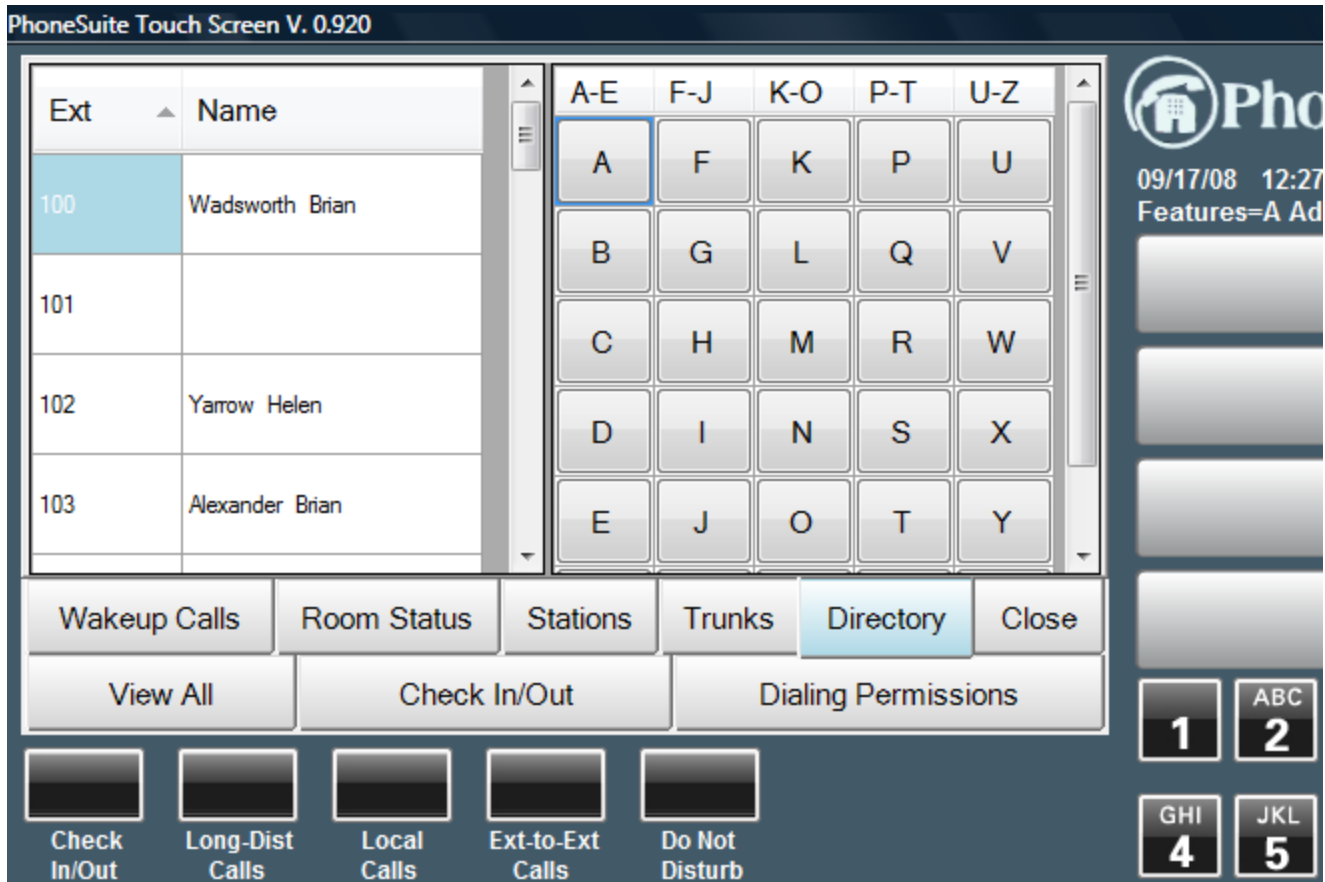 PhoneSuite Touch Screen V. 0.920
Ext Name
100 Wadsworth Brian
101
102 Yarrow Helen
103 Alexander Brian
A-E F-J K-O P-T U-Z
A F K P U
B G L Q V
C H M R W
D I N S X
E J O T Y
Pho
09/17/08 12:27
Features=A Ad
Wakeup Calls Room Status Stations Trunks Directory Close
View All Check In/Out Dialing Permissions
1 ABC 2
GHI 4 JKL 5
Check In/Out
Long-Dist Calls
Local Calls
Ext-to-Ext Calls
Do Not Disturb